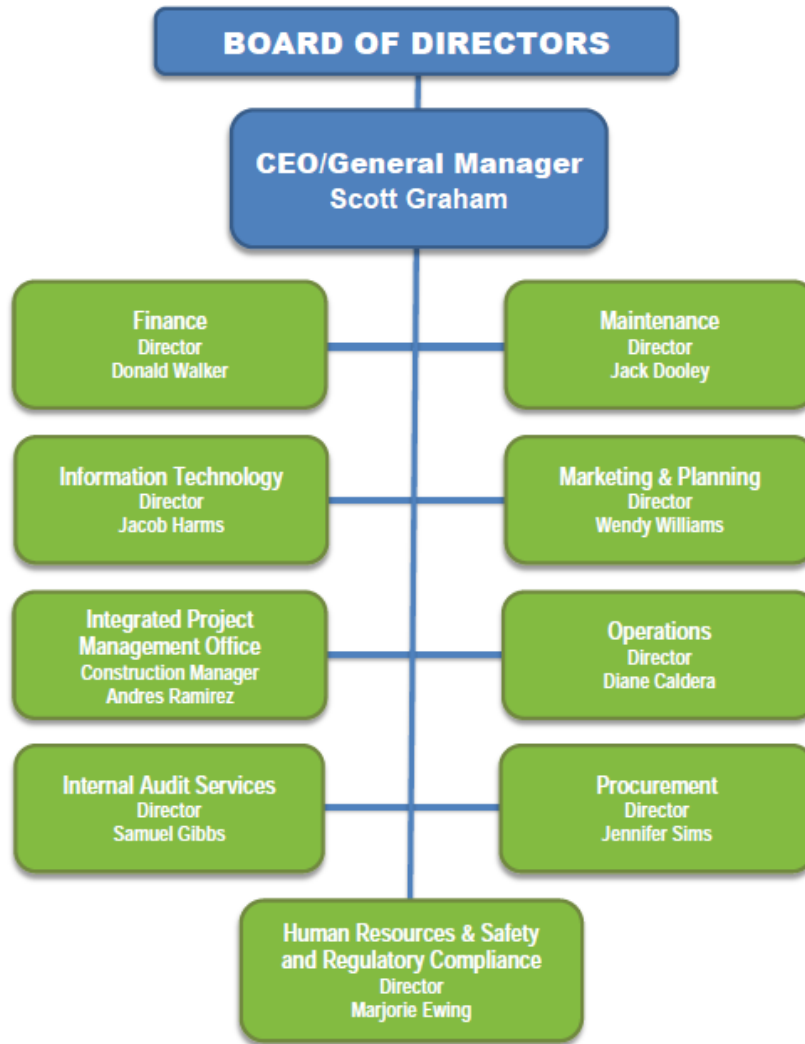 BOARD OF DIRECTORS
CEO/General Manager
Scott Graham
Finance
Director
Donald Walker
Maintenance
Director
Jack Dooley
Information Technology
Director
Jacob Harms
Marketing & Planning
Director
Wendy Williams
Integrated Project
Management Office
Construction Manager
Andres Ramirez
Operations
Director
Diane Caldera
Internal Audit Services
Director
Samuel Gibbs
Procurement
Director
Jennifer Sims
Human Resources & Safety
and Regulatory Compliance
Director
Marjorie Ewing